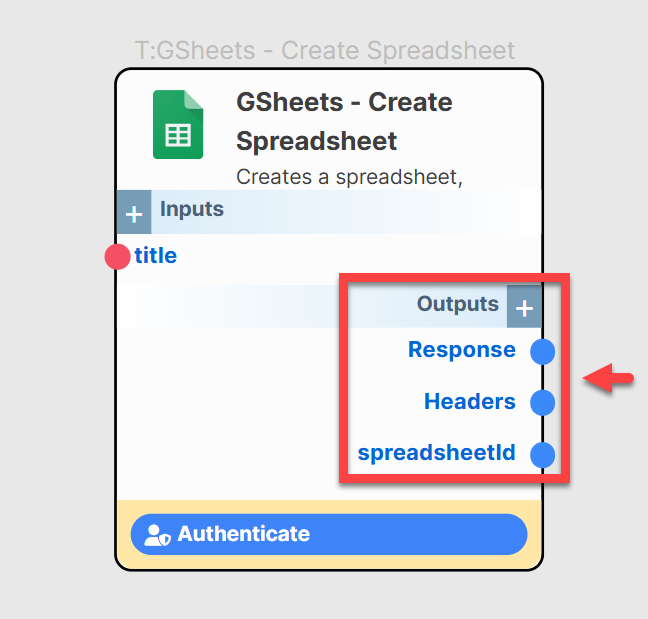 T:GSheets - Create Spreadsheet
GSheets - Create
Spreadsheet
Creates a spreadsheet,
+ Inputs
title
Outputs +
Response
Headers
spreadsheetId
Authenticate